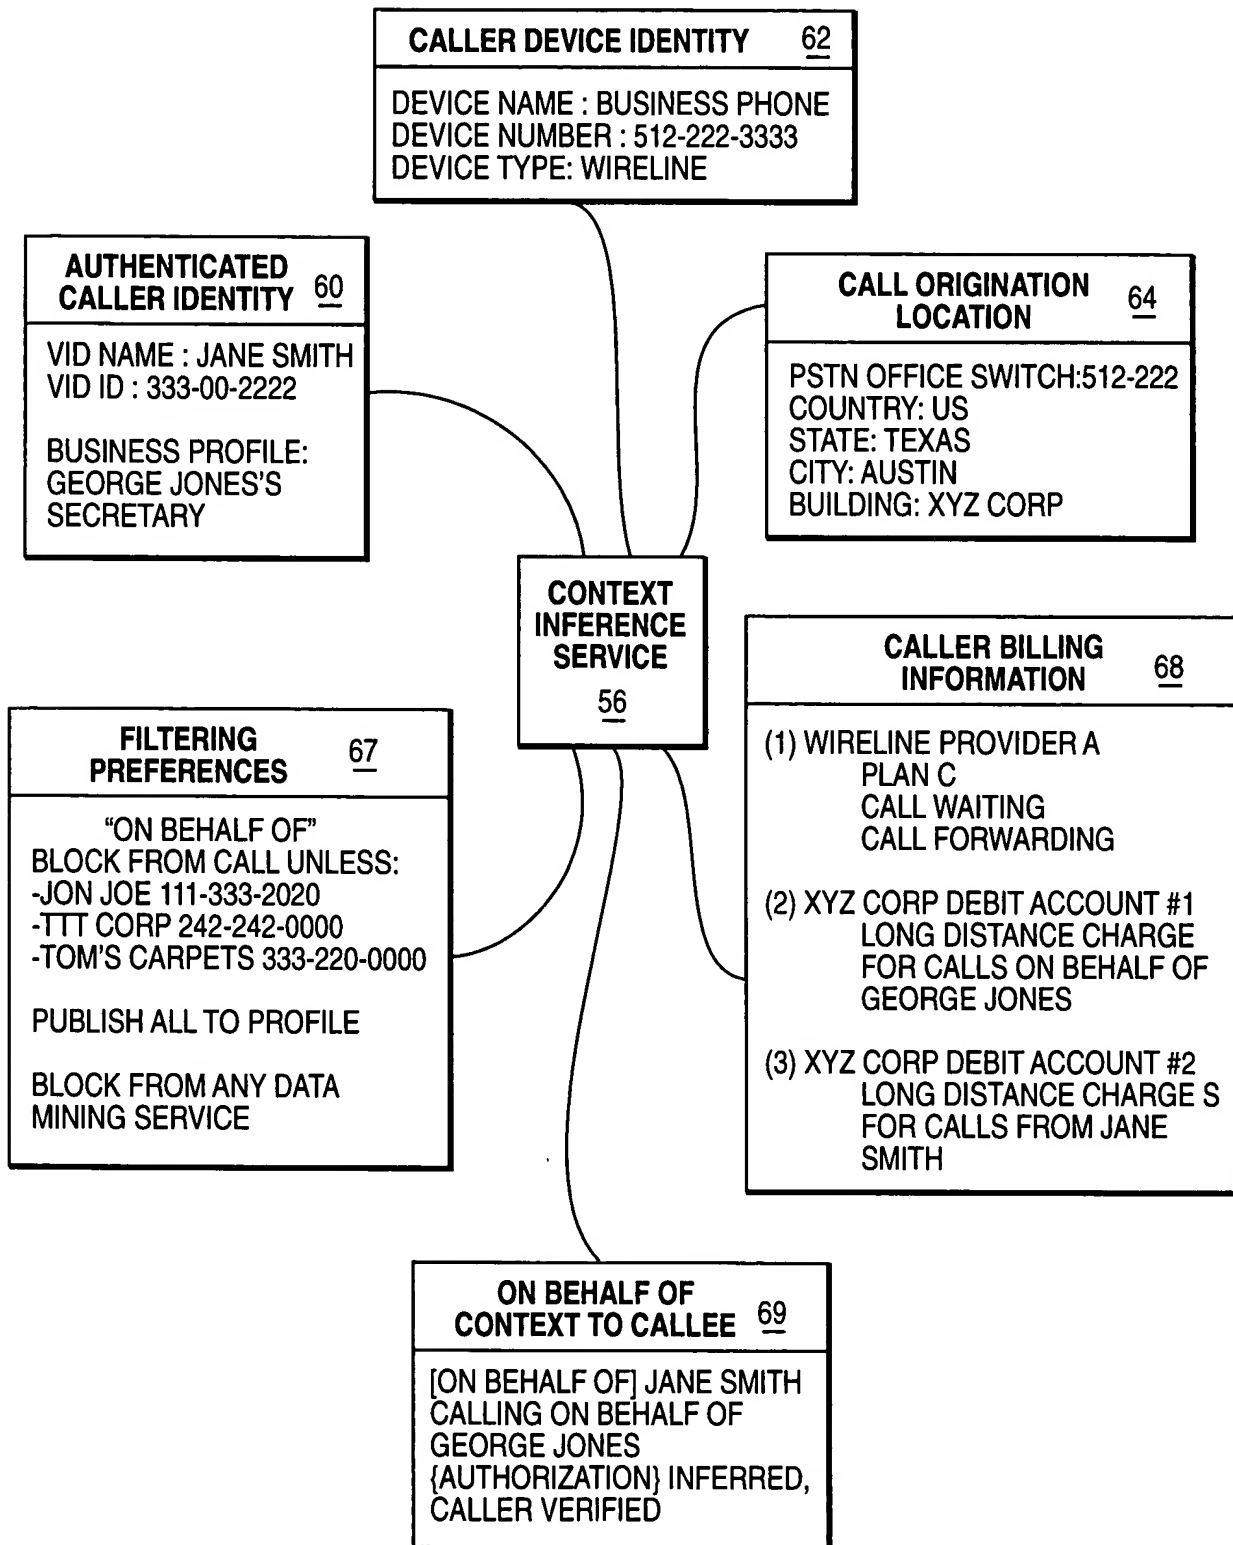 CALLER DEVICE IDENTITY 62
DEVICE NAME : BUSINESS PHONE
DEVICE NUMBER : 512-222-3333
DEVICE TYPE: WIRELINE
AUTHENTICATED
CALLER IDENTITY 60
VID NAME : JANE SMITH
VID ID : 333-00-2222
BUSINESS PROFILE:
GEORGE JONES'S
SECRETARY
CALL ORIGINATION
LOCATION 64
PSTN OFFICE SWITCH:512-222
COUNTRY: US
STATE: TEXAS
CITY: AUSTIN
BUILDING: XYZ CORP
CONTEXT
INFERENCE
SERVICE
56
FILTERING
PREFERENCES 67
“ON BEHALF OF”
BLOCK FROM CALL UNLESS:
-JON JOE 111-333-2020
-TTT CORP 242-242-0000
-TOM'S CARPETS 333-220-0000
PUBLISH ALL TO PROFILE
BLOCK FROM ANY DATA
MINING SERVICE
CALLER BILLING
INFORMATION 68
(1) WIRELINE PROVIDER A
PLAN C
CALL WAITING
CALL FORWARDING
(2) XYZ CORP DEBIT ACCOUNT #1
LONG DISTANCE CHARGE
FOR CALLS ON BEHALF OF
GEORGE JONES
(3) XYZ CORP DEBIT ACCOUNT #2
LONG DISTANCE CHARGE S
FOR CALLS FROM JANE
SMITH
ON BEHALF OF
CONTEXT TO CALLEE 69
[ON BEHALF OF] JANE SMITH
CALLING ON BEHALF OF
GEORGE JONES
{AUTHORIZATION} INFERRED,
CALLER VERIFIED